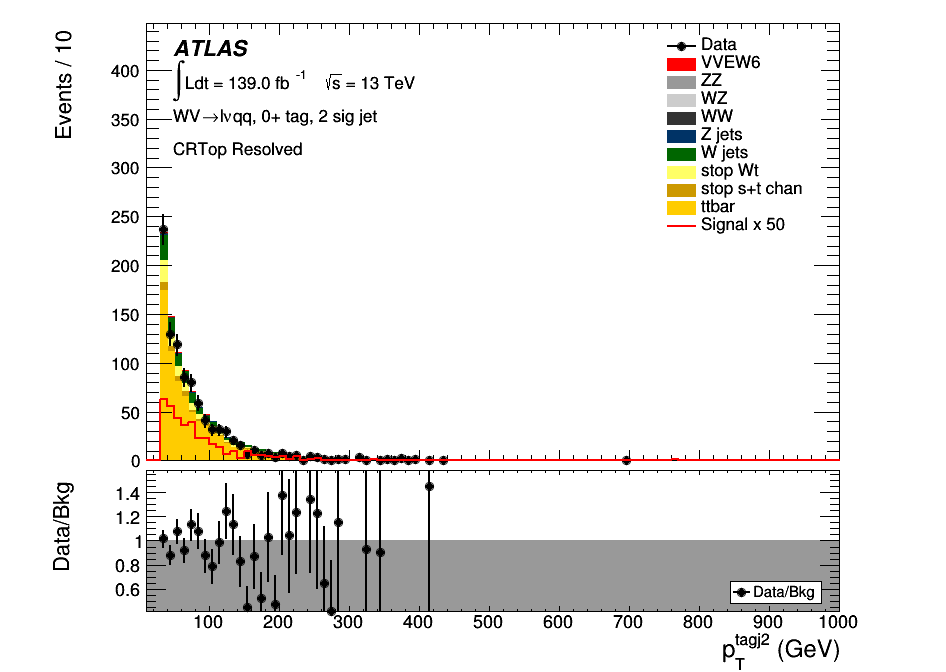 Events / 10
400
350
300
250
200
150
100
50
0
ATLAS
∫Ldt = 139.0 fb⁻¹ √s = 13 TeV
WV→lνqq, 0+ tag, 2 sig jet
CRTop Resolved
Data
VVEW6
ZZ
WZ
WW
Z jets
W jets
stop Wt
stop s+t chan
ttbar
Signal x 50
Data/Bkg
1.4
1.2
1
0.8
0.6
Data/Bkg
100 200 300 400 500 600 700 800 900 1000
p_T^tagj2 (GeV)